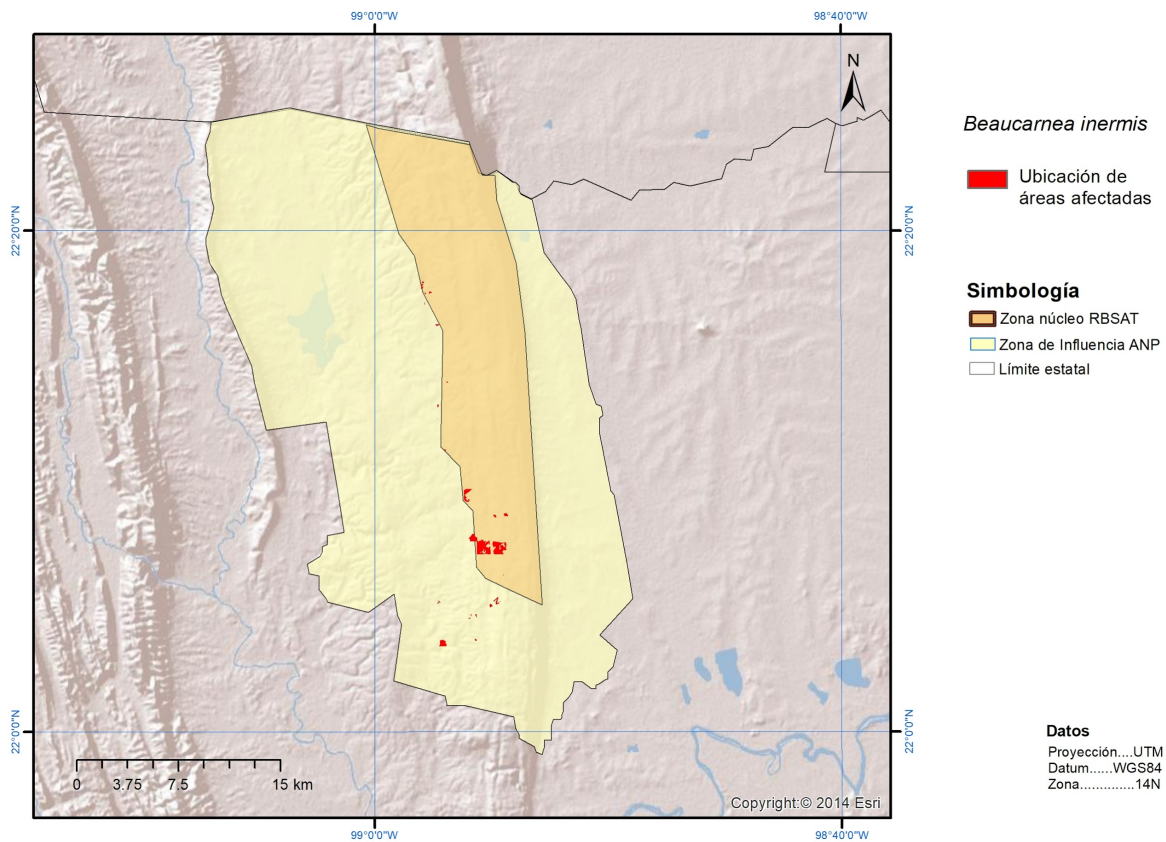 99°0'0"W
98°40'0"W
N
22°20'0"N
22°20'0"N
22°0'0"N
22°0'0"N
0
3.75
7.5
15 km
Copyright:© 2014 Esri
99°0'0"W
98°40'0"W
Beaucarnea inermis
Ubicación de
áreas afectadas
Simbología
Zona núcleo RBSAT
Zona de Influencia ANP
Límite estatal
Datos
Proyección....UTM
Datum......WGS84
Zona.............14N